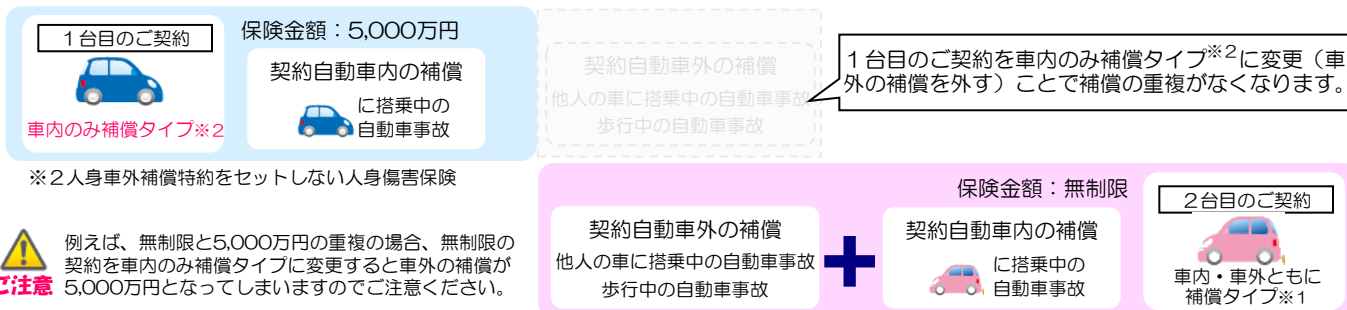 1台目のご契約
車内のみ補償タイプ※2
保険金額：5,000万円
契約自動車内の補償
に搭乗中の
自動車事故
契約自動車外の補償
他人の車に搭乗中の自動車事故
歩行中の自動車事故
1台目のご契約を車内のみ補償タイプ※2に変更（車
外の補償を外す）ことで補償の重複がなくなります。
※2人身車外補償特約をセットしない人身傷害保険
ご注意
例えば、無制限と5,000万円の重複の場合、無制限の
契約を車内のみ補償タイプに変更すると車外の補償が
5,000万円となってしまいますのでご注意ください。
契約自動車外の補償
他人の車に搭乗中の自動車事故
歩行中の自動車事故
保険金額：無制限
契約自動車内の補償
に搭乗中の
自動車事故
2台目のご契約
車内・車外ともに
補償タイプ※1